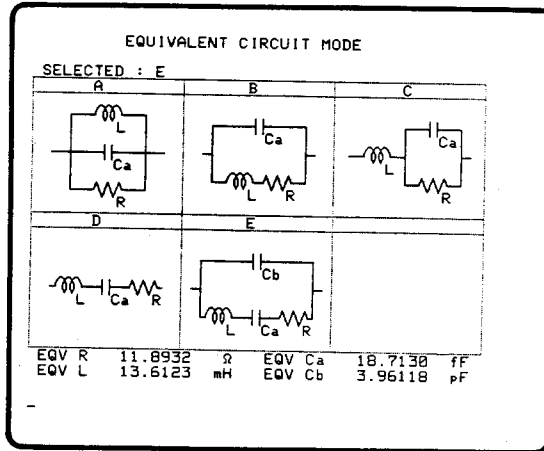 EQUIVALENT CIRCUIT MODE
SELECTED : E
A B C
L Ca R
Ca L R
L Ca R
D E
L Ca R
Cb L Ca R
EQV R 11.8932 Ω EQV Ca 18.7130 fF
EQV L 13.6123 mH EQV Cb 3.96118 pF